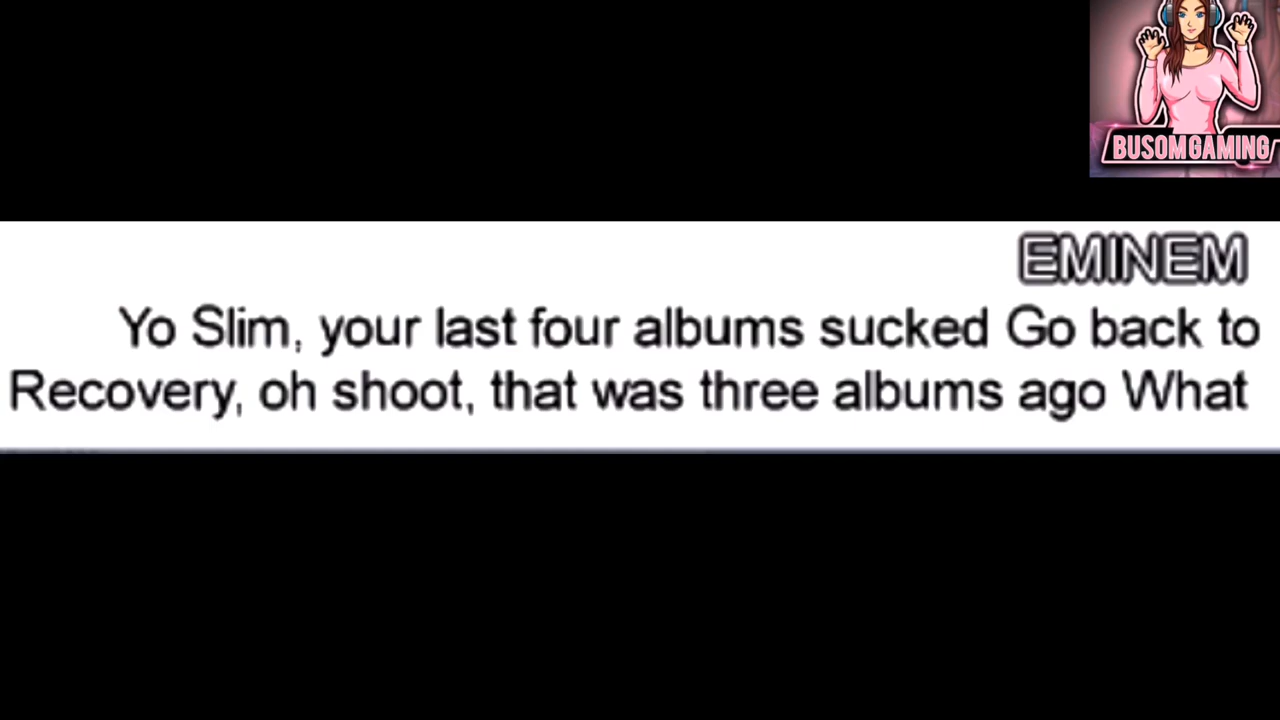 BUSOMGAMING
EMINEM
Yo Slim, your last four albums sucked Go back to
Recovery, oh shoot, that was three albums ago What